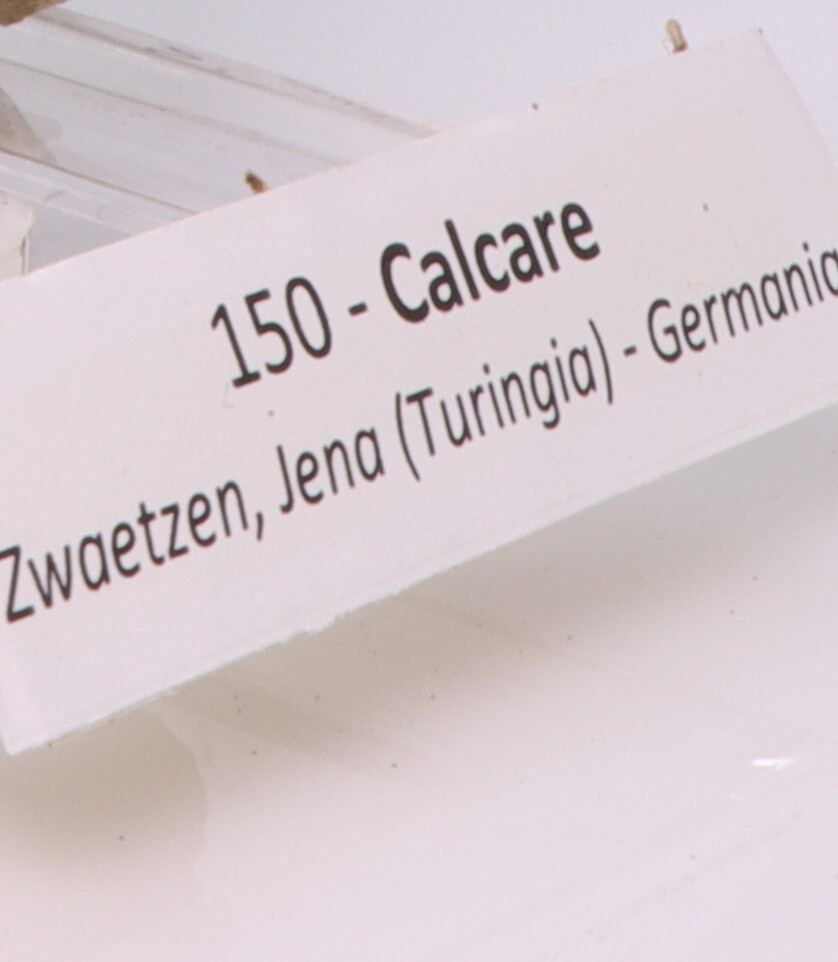 150 - Calcare
Zwaetzen, Jena (Turingia) - Germania